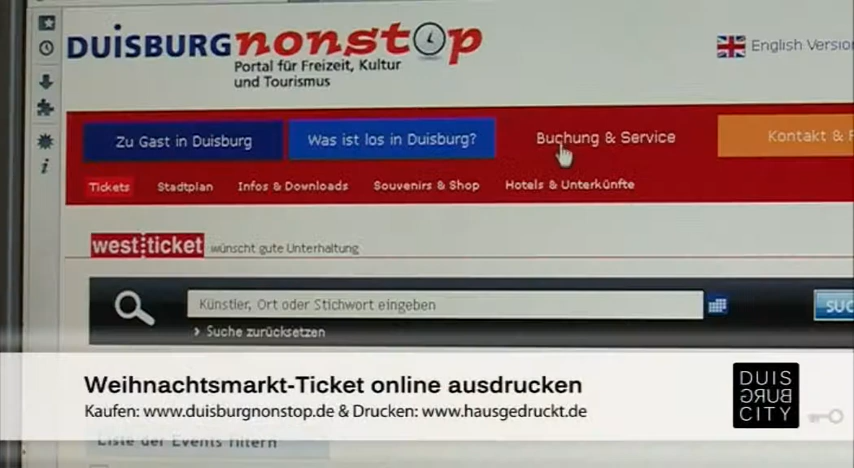 DUISBURGnonstop
Portal für Freizeit, Kultur
und Tourismus
English Version
Zu Gast in Duisburg
Was ist los in Duisburg?
Buchung & Service
Kontakt &
Tickets
Stadtplan
Infos & Downloads
Souvenirs & Shop
Hotels & Unterkünfte
west:ticket wünscht gute Unterhaltung
Künstler, Ort oder Stichwort eingeben
SUC
› Suche zurücksetzen
Weihnachtsmarkt-Ticket online ausdrucken
Kaufen: www.duisburgnonstop.de & Drucken: www.hausgedruckt.de
DUIS
BURG
CITY
Liste der Events filtern